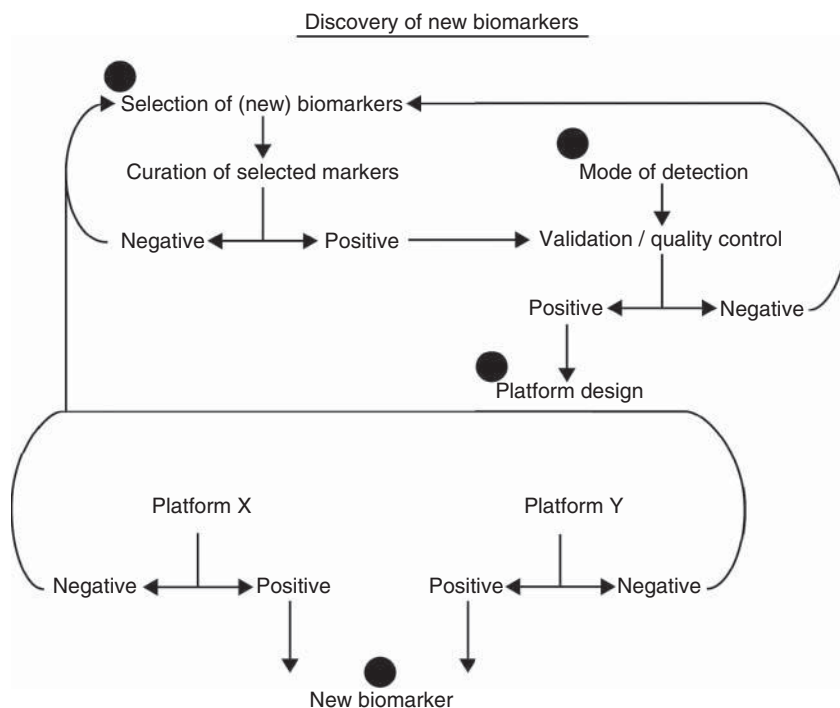 Discovery of new biomarkers
Selection of (new) biomarkers
Curation of selected markers
Mode of detection
Negative
Positive
Validation / quality control
Positive
Negative
Platform design
Platform X
Platform Y
Negative
Positive
Positive
Negative
New biomarker